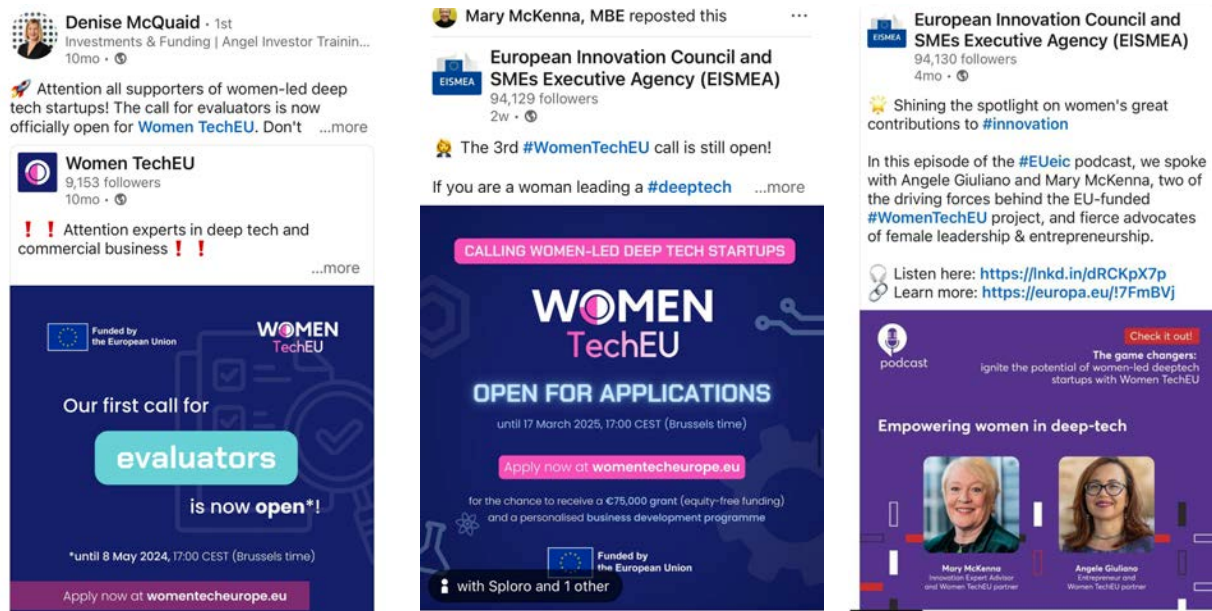 Denise McQuaid · 1st
Investments & Funding | Angel Investor Trainin...
10mo ·
🚀 Attention all supporters of women-led deep
tech startups! The call for evaluators is now
officially open for Women TechEU. Don't ...more
Women TechEU
9,153 followers
10mo ·
❗ ❗ Attention experts in deep tech and
commercial business ❗ ❗
...more
Funded by
the European Union
WOMEN
TechEU
Our first call for
evaluators
is now open*!
*until 8 May 2024, 17:00 CEST (Brussels time)
Apply now at womentecheurope.eu
Mary McKenna, MBE reposted this ...
EISMEA
European Innovation Council and
SMEs Executive Agency (EISMEA)
94,129 followers
2w ·
The 3rd #WomenTechEU call is still open!
If you are a woman leading a #deeptech ...more
CALLING WOMEN-LED DEEP TECH STARTUPS
WOMEN
TechEU
OPEN FOR APPLICATIONS
until 17 March 2025, 17:00 CEST (Brussels time)
Apply now at womentecheurope.eu
for the chance to receive a €75,000 grant (equity-free funding)
and a personalised business development programme
Funded by
the European Union
with Sploro and 1 other
EISMEA
European Innovation Council and
SMEs Executive Agency (EISMEA)
94,130 followers
4mo ·
🌟 Shining the spotlight on women's great
contributions to #innovation
In this episode of the #EUeic podcast, we spoke
with Angele Giuliano and Mary McKenna, two of
the driving forces behind the EU-funded
#WomenTechEU project, and fierce advocates
of female leadership & entrepreneurship.
🎧 Listen here: https://lnkd.in/dRCKpX7p
🔗 Learn more: https://europa.eu/!7FmBVj
podcast
Check it out!
The game changers:
ignite the potential of women-led deeptech
startups with Women TechEU
Empowering women in deep-tech
Mary McKenna
Innovation Expert Advisor
and Women TechEU partner
Angele Giuliano
Entrepreneur and
Women TechEU partner